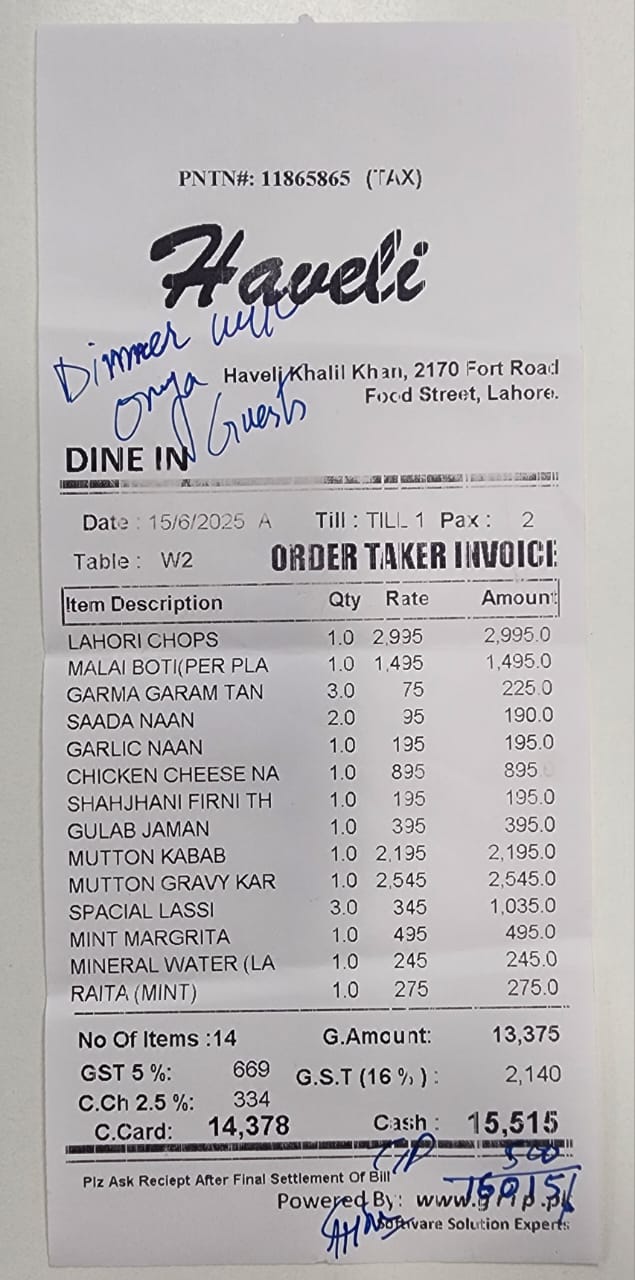 PNTN#: 11865865 (TAX)
Haveli
Dinner with
Guests
Haveli Khalil Khan, 2170 Fort Road
Food Street, Lahore.
DINE IN
Date : 15/6/2025 A Till : TILL 1 Pax : 2
Table : W2 ORDER TAKER INVOICE
Item Description Qty Rate Amount
LAHORI CHOPS 1.0 2,995 2,995.0
MALAI BOTI(PER PLA 1.0 1,495 1,495.0
GARMA GARAM TAN 3.0 75 225.0
SAADA NAAN 2.0 95 190.0
GARLIC NAAN 1.0 195 195.0
CHICKEN CHEESE NA 1.0 895 895.0
SHAHJHANI FIRNI TH 1.0 195 195.0
GULAB JAMAN 1.0 395 395.0
MUTTON KABAB 1.0 2,195 2,195.0
MUTTON GRAVY KAR 1.0 2,545 2,545.0
SPACIAL LASSI 3.0 345 1,035.0
MINT MARGRITA 1.0 495 495.0
MINERAL WATER (LA 1.0 245 245.0
RAITA (MINT) 1.0 275 275.0
No Of Items :14 G.Amount: 13,375
GST 5 %: 669 G.S.T (16 %) : 2,140
C.Ch 2.5 %: 334
C.Card: 14,378 Cash : 15,515
500
Plz Ask Reciept After Final Settlement Of Bill
16015/
Powered By: www.grip.pk
Software Solution Experts